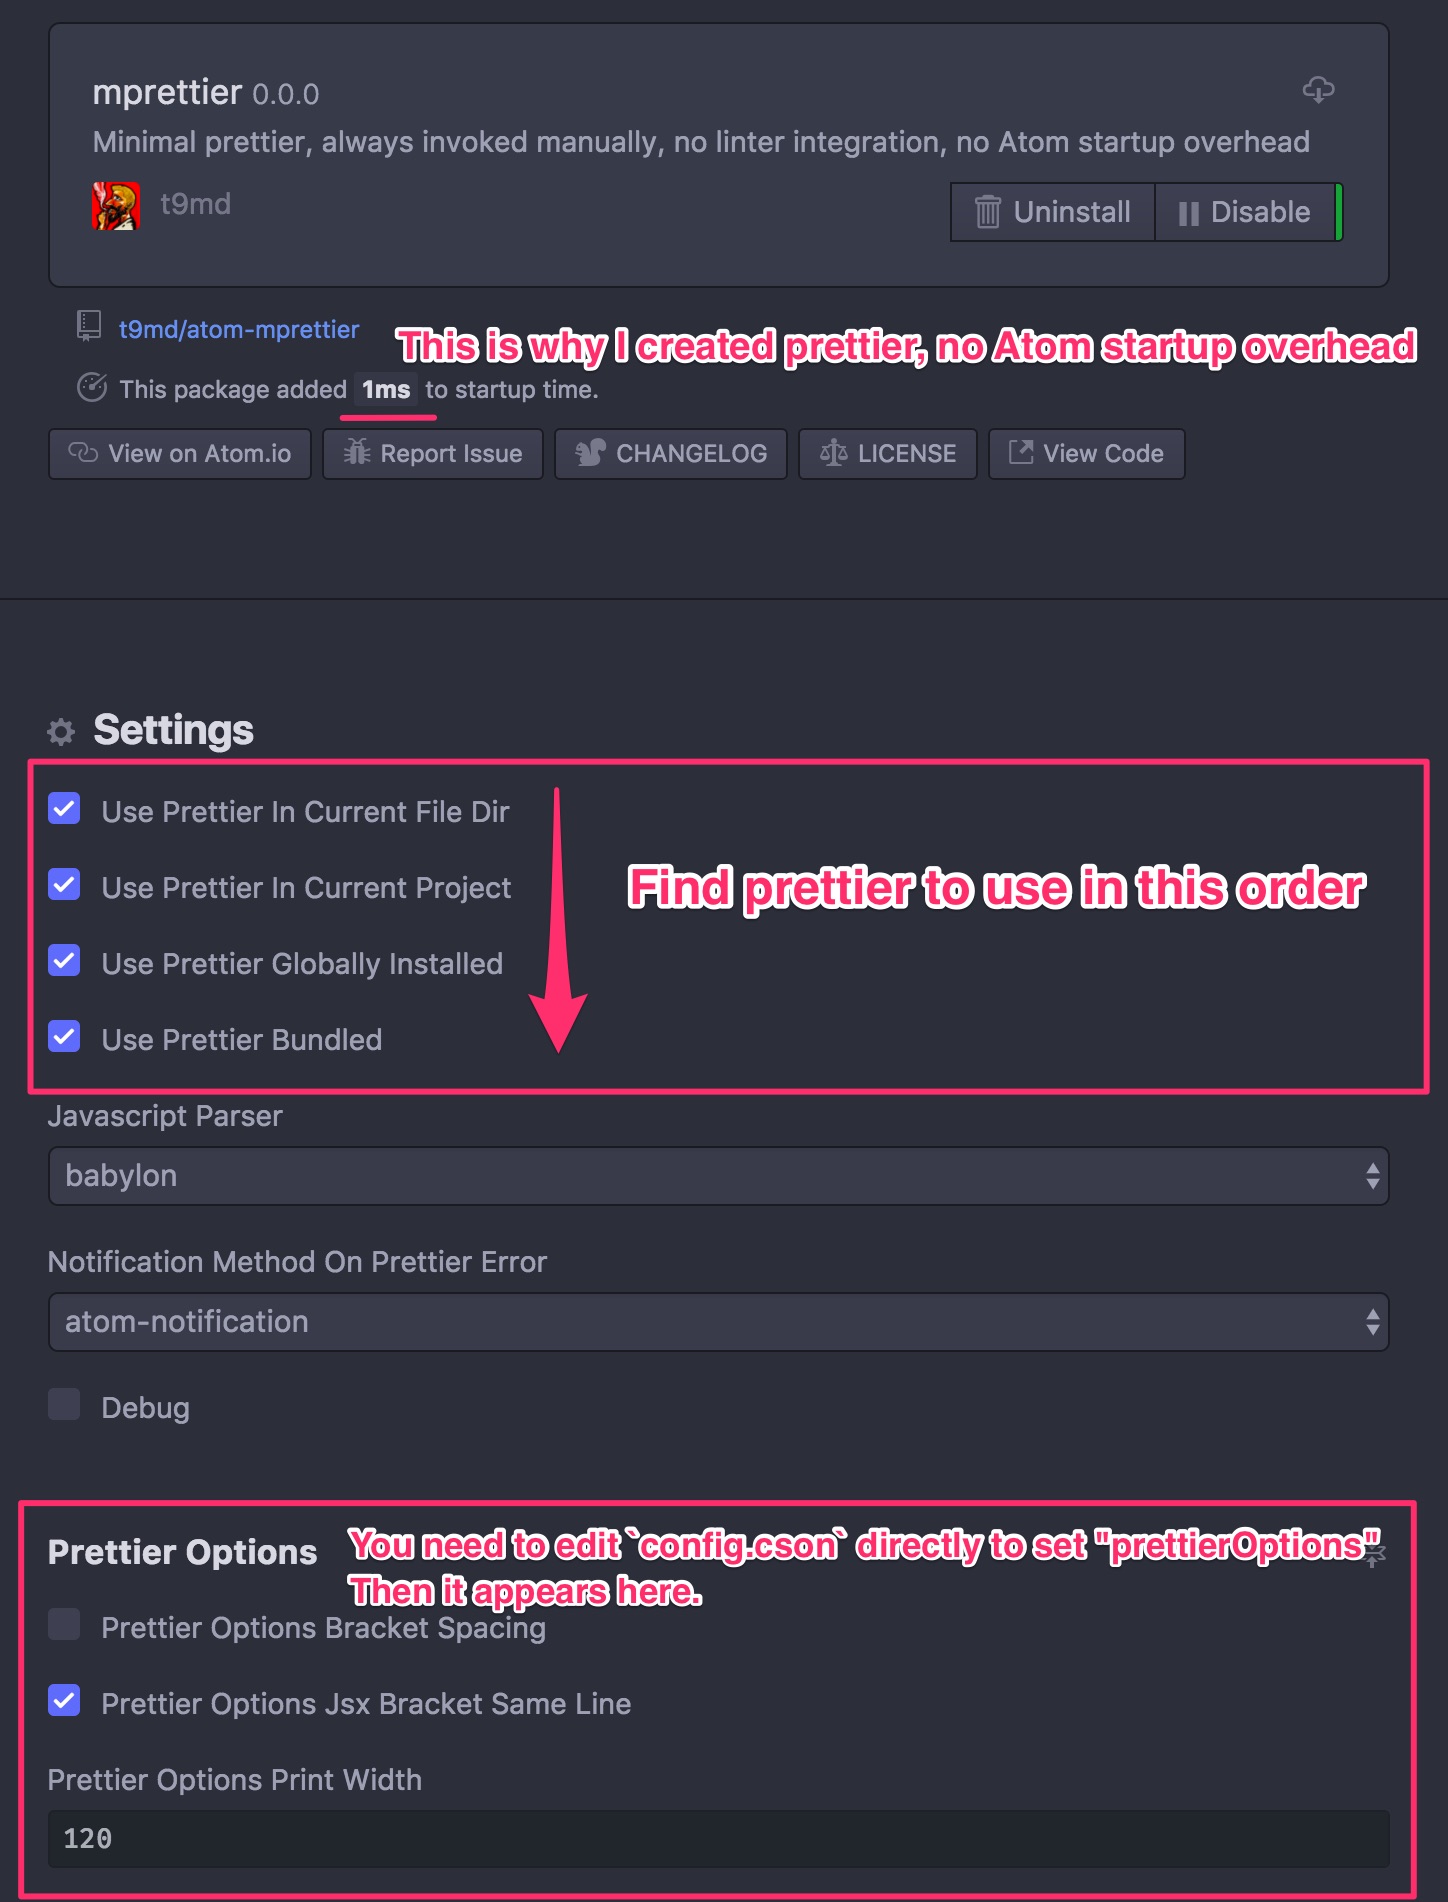 mprettier 0.0.0
Minimal prettier, always invoked manually, no linter integration, no Atom startup overhead
t9md
Uninstall
Disable
t9md/atom-mprettier
This is why I created prettier, no Atom startup overhead
This package added 1ms to startup time.
View on Atom.io
Report Issue
CHANGELOG
LICENSE
View Code
Settings
Use Prettier In Current File Dir
Use Prettier In Current Project
Find prettier to use in this order
Use Prettier Globally Installed
Use Prettier Bundled
Javascript Parser
babylon
Notification Method On Prettier Error
atom-notification
Debug
Prettier Options
You need to edit `config.cson` directly to set "prettierOptions"
Then it appears here.
Prettier Options Bracket Spacing
Prettier Options Jsx Bracket Same Line
Prettier Options Print Width
120